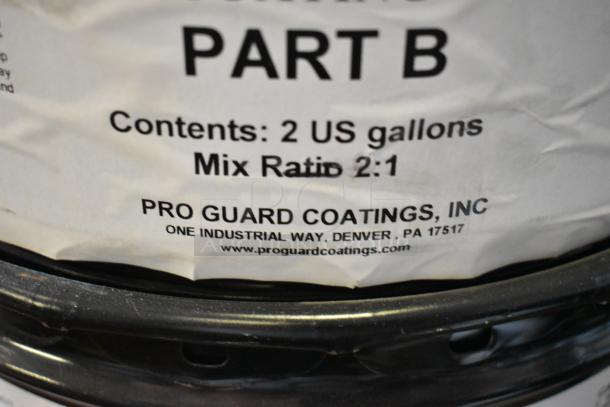 PART B
Contents: 2 US gallons
Mix Ratio 2:1
PRO GUARD COATINGS, INC
ONE INDUSTRIAL WAY, DENVER, PA 17517
www.proguardcoatings.com